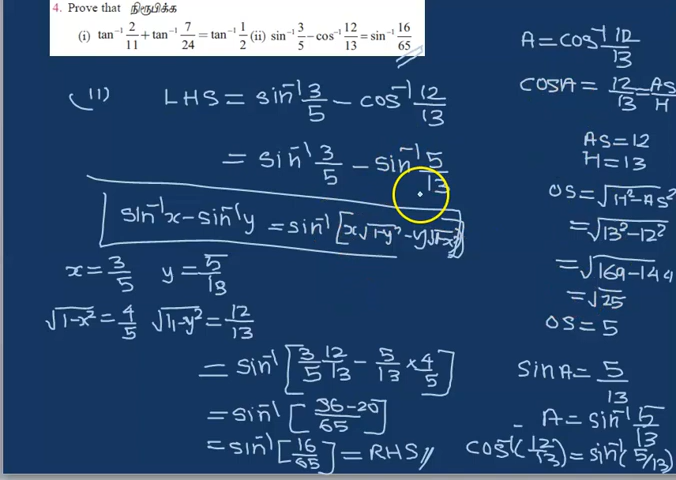 4. Prove that நிரூபிக்க
(i) tan⁻¹ 2/11 + tan⁻¹ 7/24 = tan⁻¹ 1/2 (ii) sin⁻¹ 3/5 − cos⁻¹ 12/13 = sin⁻¹ 16/65
(ii) LHS = sin⁻¹ 3/5 − cos⁻¹ 12/13
= sin⁻¹ 3/5 − sin⁻¹ 5/13
sin⁻¹x − sin⁻¹y = sin⁻¹[x√1-y² − y√1-x²]
x = 3/5 y = 5/13
√1-x² = 4/5 √1-y² = 12/13
= sin⁻¹[3/5 12/13 − 5/13 × 4/5]
= sin⁻¹[36-20/65]
= sin⁻¹[16/65] = RHS //
A = cos⁻¹ 12/13
cosA = 12/13 = AS/H
AS = 12
H = 13
OS = √H²-AS²
= √13²-12²
= √169-144
= √25
OS = 5
sinA = 5/13
A = sin⁻¹ 5/13
cos⁻¹(12/13) = sin⁻¹(5/13)